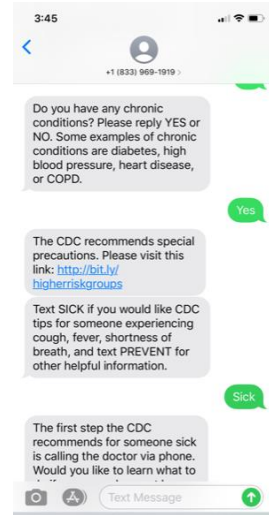 3:45
+1 (833) 969-1919 >
Do you have any chronic
conditions? Please reply YES or
NO. Some examples of chronic
conditions are diabetes, high
blood pressure, heart disease,
or COPD.
Yes
The CDC recommends special
precautions. Please visit this
link: http://bit.ly/
higherriskgroups
Text SICK if you would like CDC
tips for someone experiencing
cough, fever, shortness of
breath, and text PREVENT for
other helpful information.
Sick
The first step the CDC
recommends for someone sick
is calling the doctor via phone.
Would you like to learn what to
Text Message